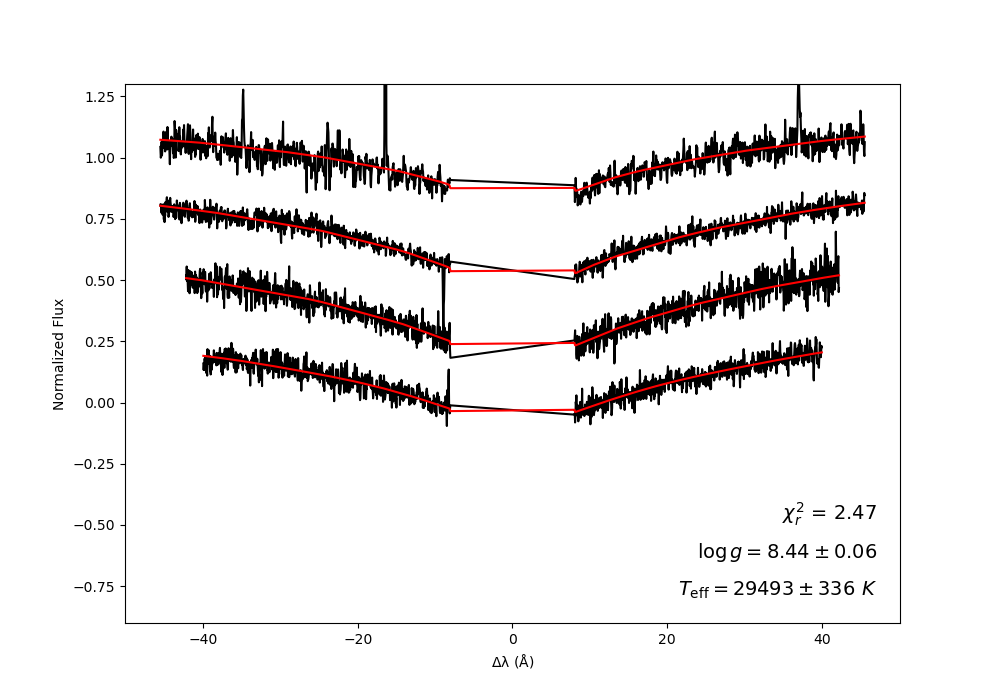 1.25
1.00
0.75
0.50
0.25
0.00
−0.25
−0.50
−0.75
Normalized Flux
χ²ᵣ = 2.47
log g = 8.44 ± 0.06
T_eff = 29493 ± 336 K
−40
−20
0
20
40
Δλ (Å)